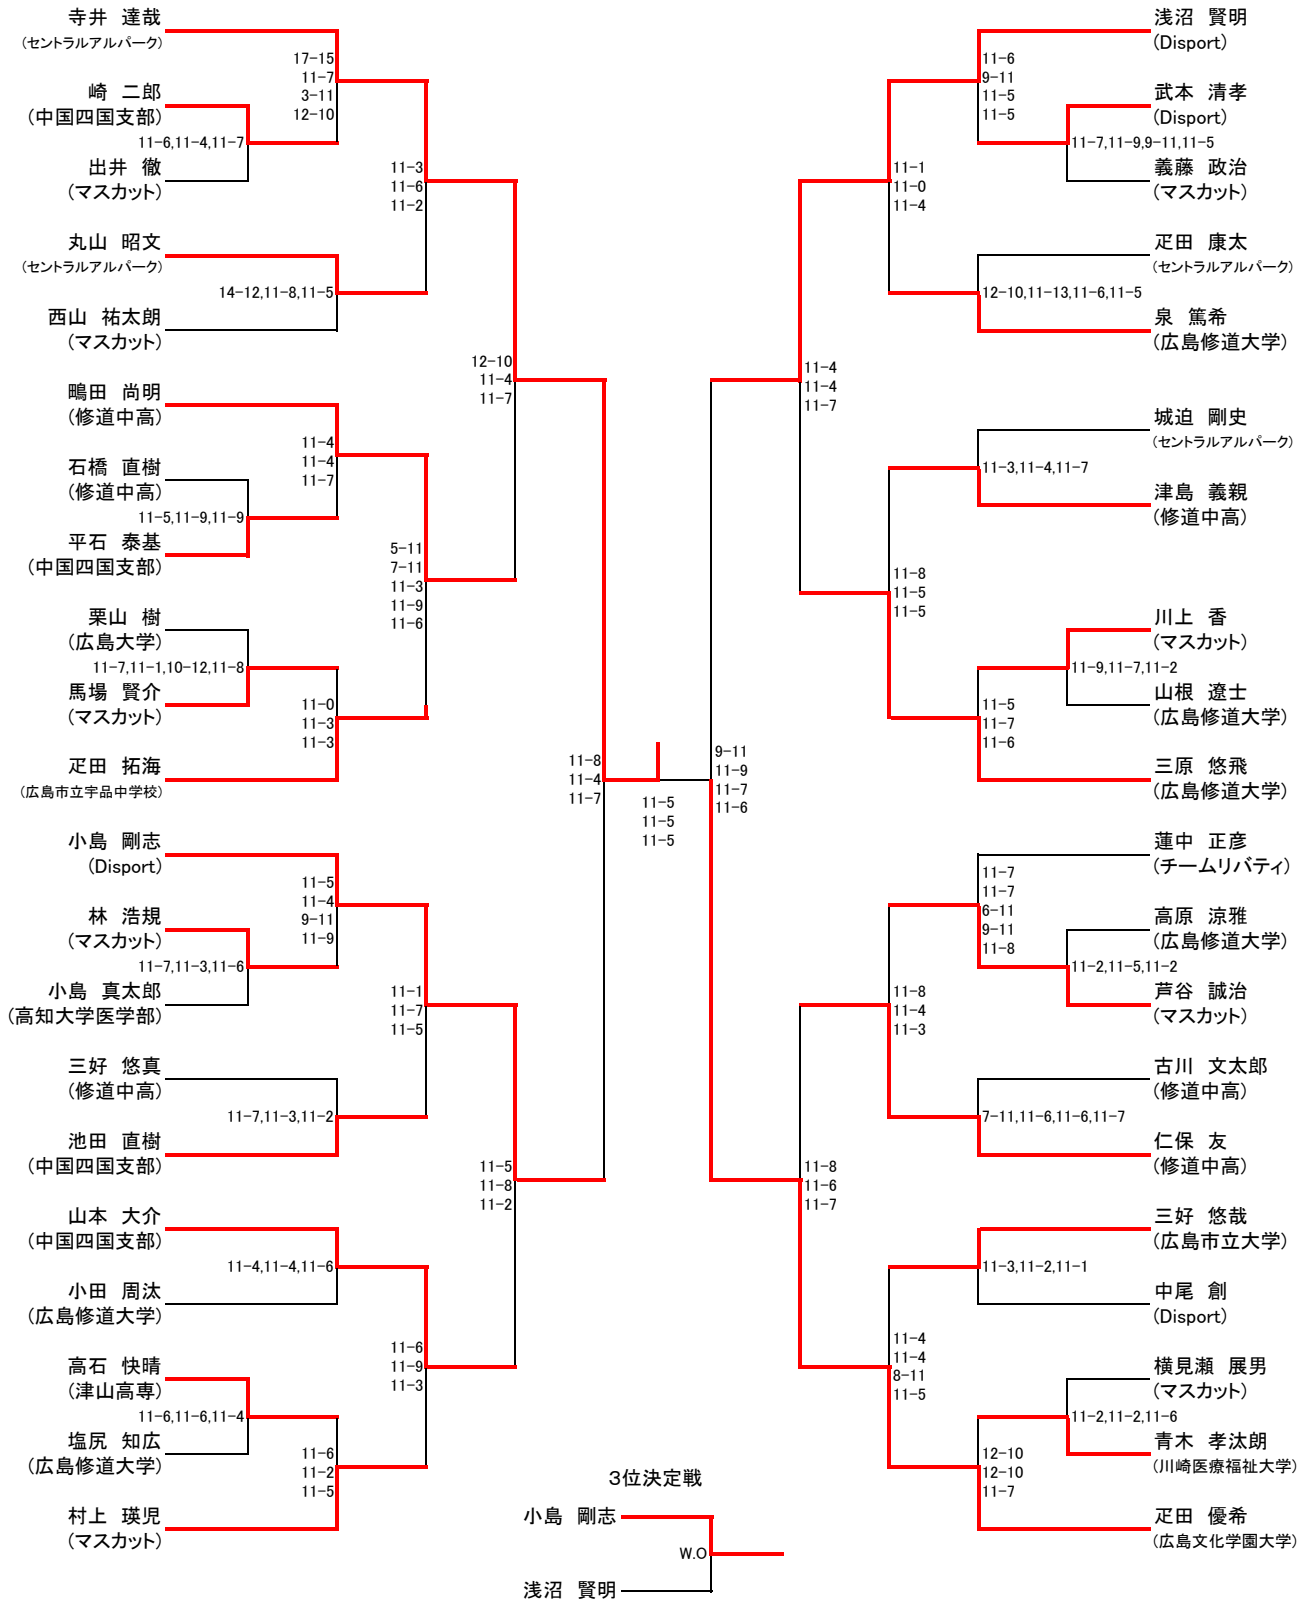 寺井 達哉
(セントラルアルパーク)
17-15
11-7
3-11
12-10
崎 二郎
(中国四国支部)
11-6,11-4,11-7
出井 徹
(マスカット)
11-3
11-6
11-2
丸山 昭文
(セントラルアルパーク)
14-12,11-8,11-5
西山 祐太朗
(マスカット)
12-10
11-4
11-7
鴫田 尚明
(修道中高)
11-4
11-4
11-7
石橋 直樹
(修道中高)
11-5,11-9,11-9
平石 泰基
(中国四国支部)
5-11
7-11
11-3
11-9
11-6
栗山 樹
(広島大学)
11-7,11-1,10-12,11-8
馬場 賢介
(マスカット)
11-0
11-3
11-3
疋田 拓海
(広島市立宇品中学校)
11-8
11-4
11-7
小島 剛志
(Disport)
11-5
11-4
9-11
11-9
林 浩規
(マスカット)
11-7,11-3,11-6
小島 真太郎
(高知大学医学部)
11-1
11-7
11-5
三好 悠真
(修道中高)
11-7,11-3,11-2
池田 直樹
(中国四国支部)
11-5
11-8
11-2
山本 大介
(中国四国支部)
11-4,11-4,11-6
小田 周汰
(広島修道大学)
11-6
11-9
11-3
高石 快晴
(津山高専)
11-6,11-6,11-4
塩尻 知広
(広島修道大学)
11-6
11-2
11-5
村上 瑛児
(マスカット)
11-5
11-5
11-5
浅沼 賢明
(Disport)
11-6
9-11
11-5
11-5
武本 清孝
(Disport)
11-7,11-9,9-11,11-5
義藤 政治
(マスカット)
11-1
11-0
11-4
疋田 康太
(セントラルアルパーク)
12-10,11-13,11-6,11-5
泉 篤希
(広島修道大学)
11-4
11-4
11-7
城迫 剛史
(セントラルアルパーク)
11-3,11-4,11-7
津島 義親
(修道中高)
11-8
11-5
11-5
川上 香
(マスカット)
11-9,11-7,11-2
山根 遼士
(広島修道大学)
11-5
11-7
11-6
三原 悠飛
(広島修道大学)
9-11
11-9
11-7
11-6
蓮中 正彦
(チームリバティ)
11-7
11-7
6-11
9-11
11-8
高原 涼雅
(広島修道大学)
11-2,11-5,11-2
芦谷 誠治
(マスカット)
11-8
11-4
11-3
古川 文太郎
(修道中高)
7-11,11-6,11-6,11-7
仁保 友
(修道中高)
11-8
11-6
11-7
三好 悠哉
(広島市立大学)
11-3,11-2,11-1
中尾 創
(Disport)
11-4
11-4
8-11
11-5
横見瀬 展男
(マスカット)
11-2,11-2,11-6
青木 孝汰朗
(川崎医療福祉大学)
12-10
12-10
11-7
疋田 優希
(広島文化学園大学)
3位決定戦
小島 剛志
W.O
浅沼 賢明